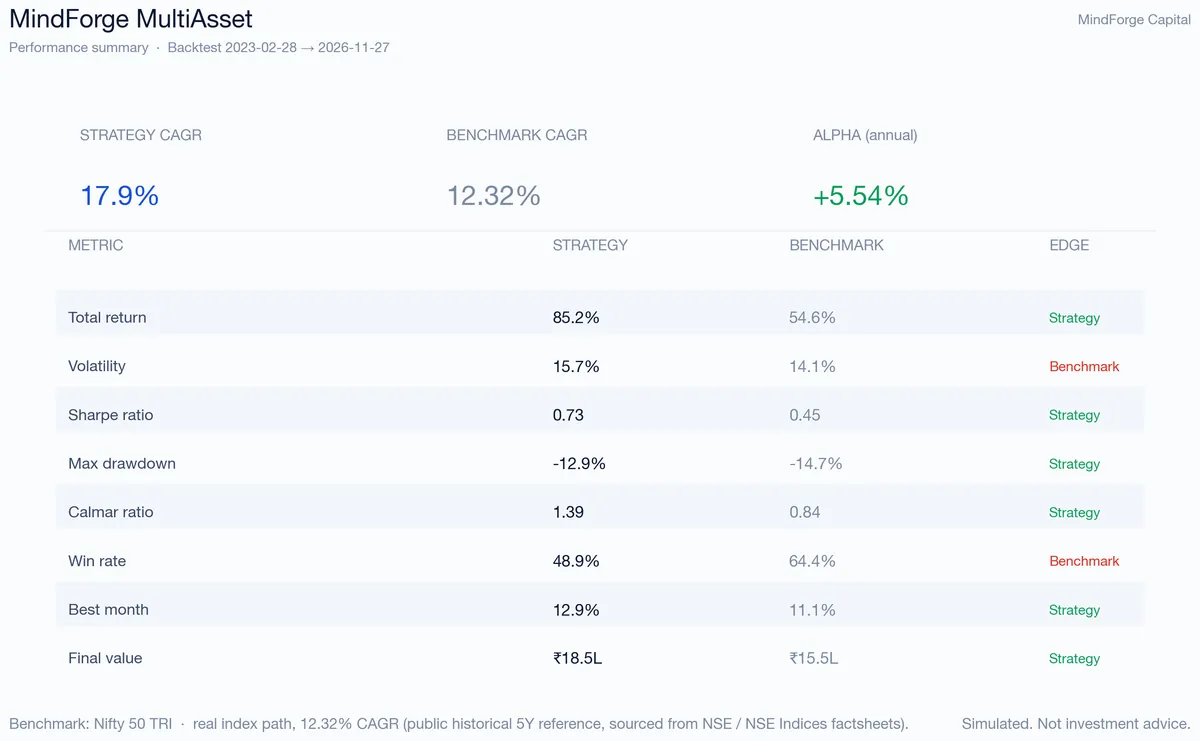 MindForge MultiAsset
MindForge Capital
Performance summary · Backtest 2023-02-28 → 2026-11-27
STRATEGY CAGR BENCHMARK CAGR ALPHA (annual)
17.9% 12.32% +5.54%
METRIC STRATEGY BENCHMARK EDGE
Total return 85.2% 54.6% Strategy
Volatility 15.7% 14.1% Benchmark
Sharpe ratio 0.73 0.45 Strategy
Max drawdown -12.9% -14.7% Strategy
Calmar ratio 1.39 0.84 Strategy
Win rate 48.9% 64.4% Benchmark
Best month 12.9% 11.1% Strategy
Final value ₹18.5L ₹15.5L Strategy
Benchmark: Nifty 50 TRI · real index path, 12.32% CAGR (public historical 5Y reference, sourced from NSE / NSE Indices factsheets). Simulated. Not investment advice.